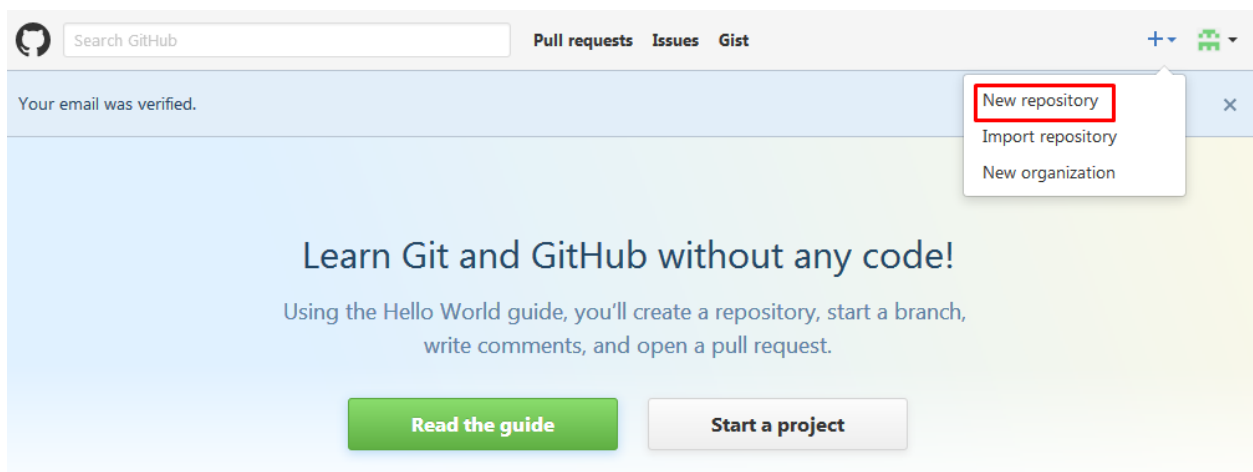 Search GitHub
Pull requests Issues Gist
Your email was verified.
New repository
Import repository
New organization
Learn Git and GitHub without any code!
Using the Hello World guide, you’ll create a repository, start a branch,
write comments, and open a pull request.
Read the guide
Start a project